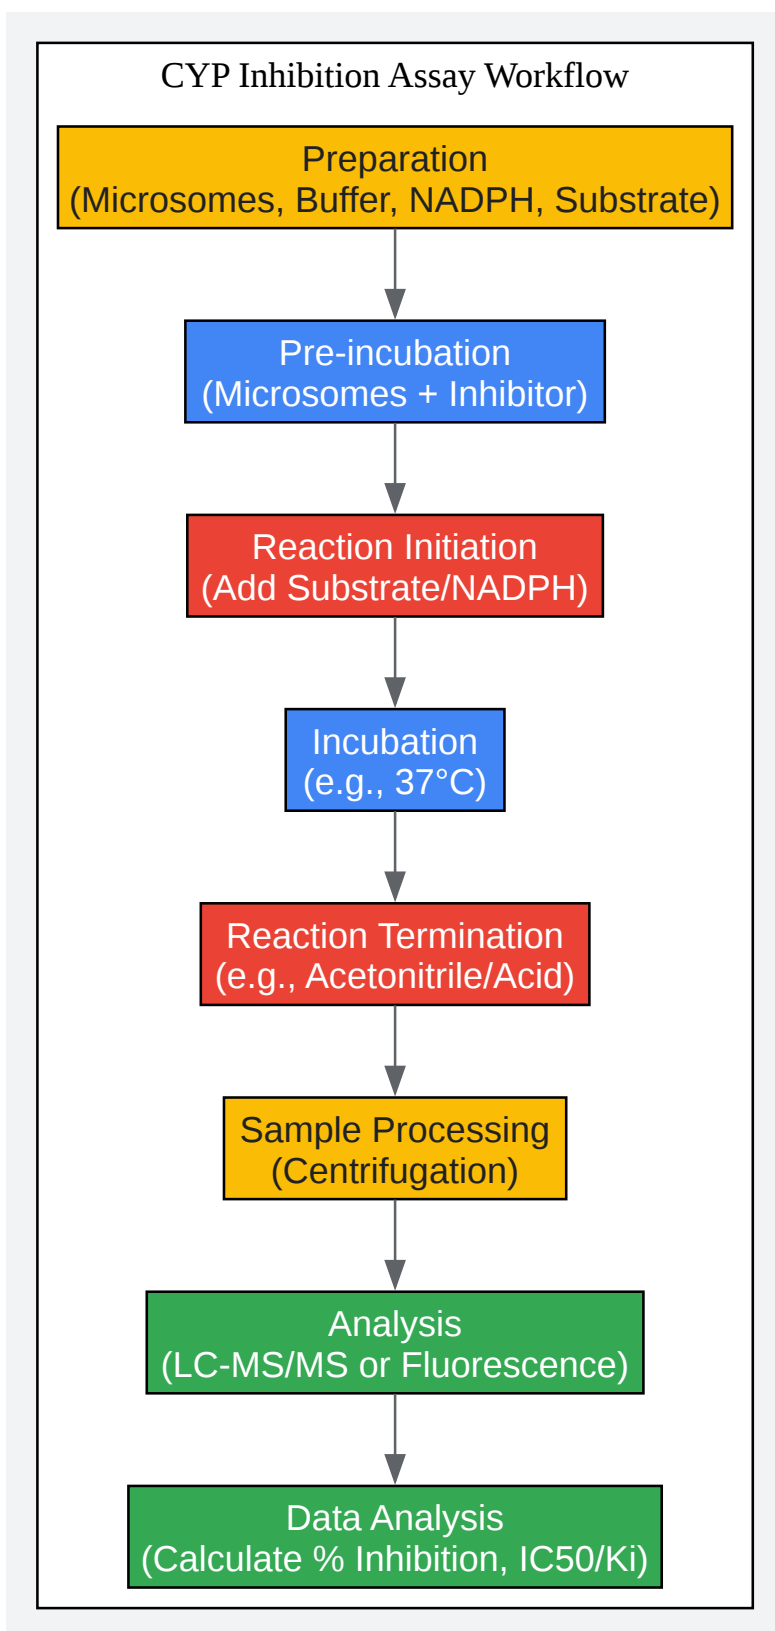 CYP Inhibition Assay Workflow
Preparation
(Microsomes, Buffer, NADPH, Substrate)
Pre-incubation
(Microsomes + Inhibitor)
Reaction Initiation
(Add Substrate/NADPH)
Incubation
(e.g., 37°C)
Reaction Termination
(e.g., Acetonitrile/Acid)
Sample Processing
(Centrifugation)
Analysis
(LC-MS/MS or Fluorescence)
Data Analysis
(Calculate % Inhibition, IC50/Ki)